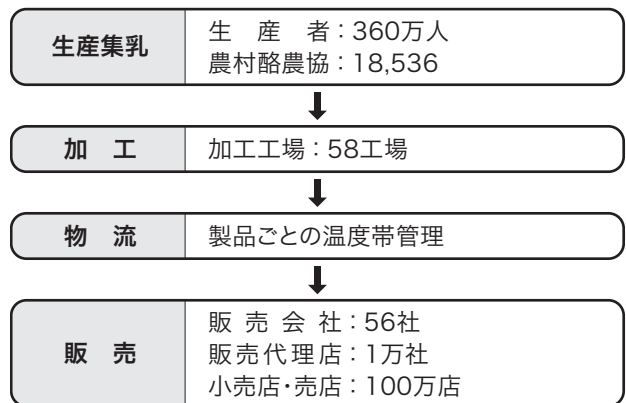 生産集乳
生産者：360万人
農村酪農協：18,536
加工
加工工場：58工場
物流
製品ごとの温度帯管理
販売
販売会社：56社
販売代理店：1万社
小売店・売店：100万店